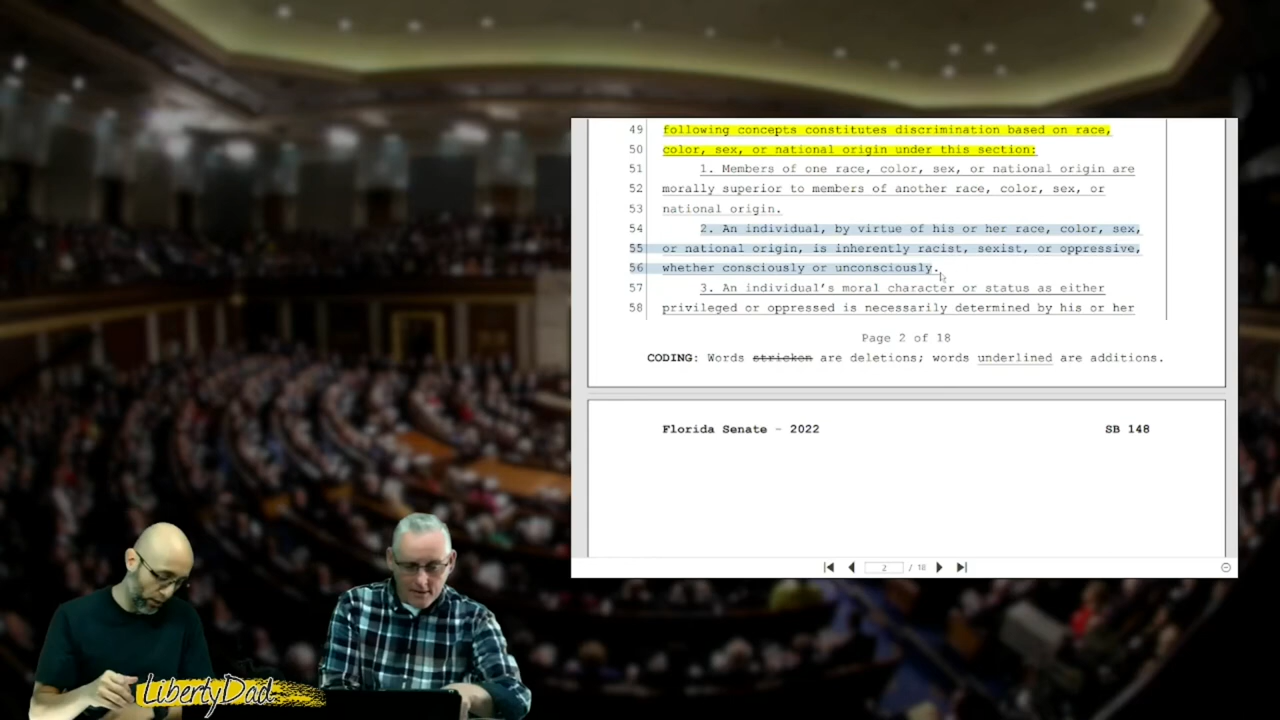 49 following concepts constitutes discrimination based on race,
50 color, sex, or national origin under this section:
51 1. Members of one race, color, sex, or national origin are
52 morally superior to members of another race, color, sex, or
53 national origin.
54 2. An individual, by virtue of his or her race, color, sex,
55 or national origin, is inherently racist, sexist, or oppressive,
56 whether consciously or unconsciously.
57 3. An individual's moral character or status as either
58 privileged or oppressed is necessarily determined by his or her
Page 2 of 18
CODING: Words stricken are deletions; words underlined are additions.
Florida Senate - 2022 SB 148
2 / 18
LibertyDad